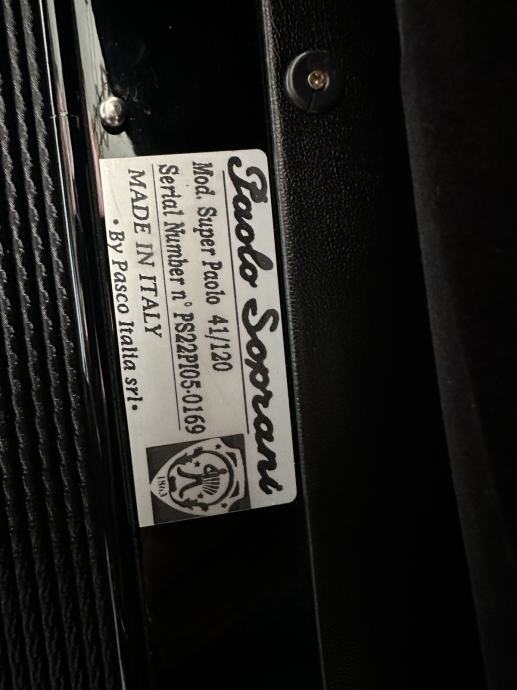 Paolo Soprani
Mod. Super Paolo 41/120
Serial Number n° PS22PI05-0169
MADE IN ITALY
• By Pasco Italia srl•
1863